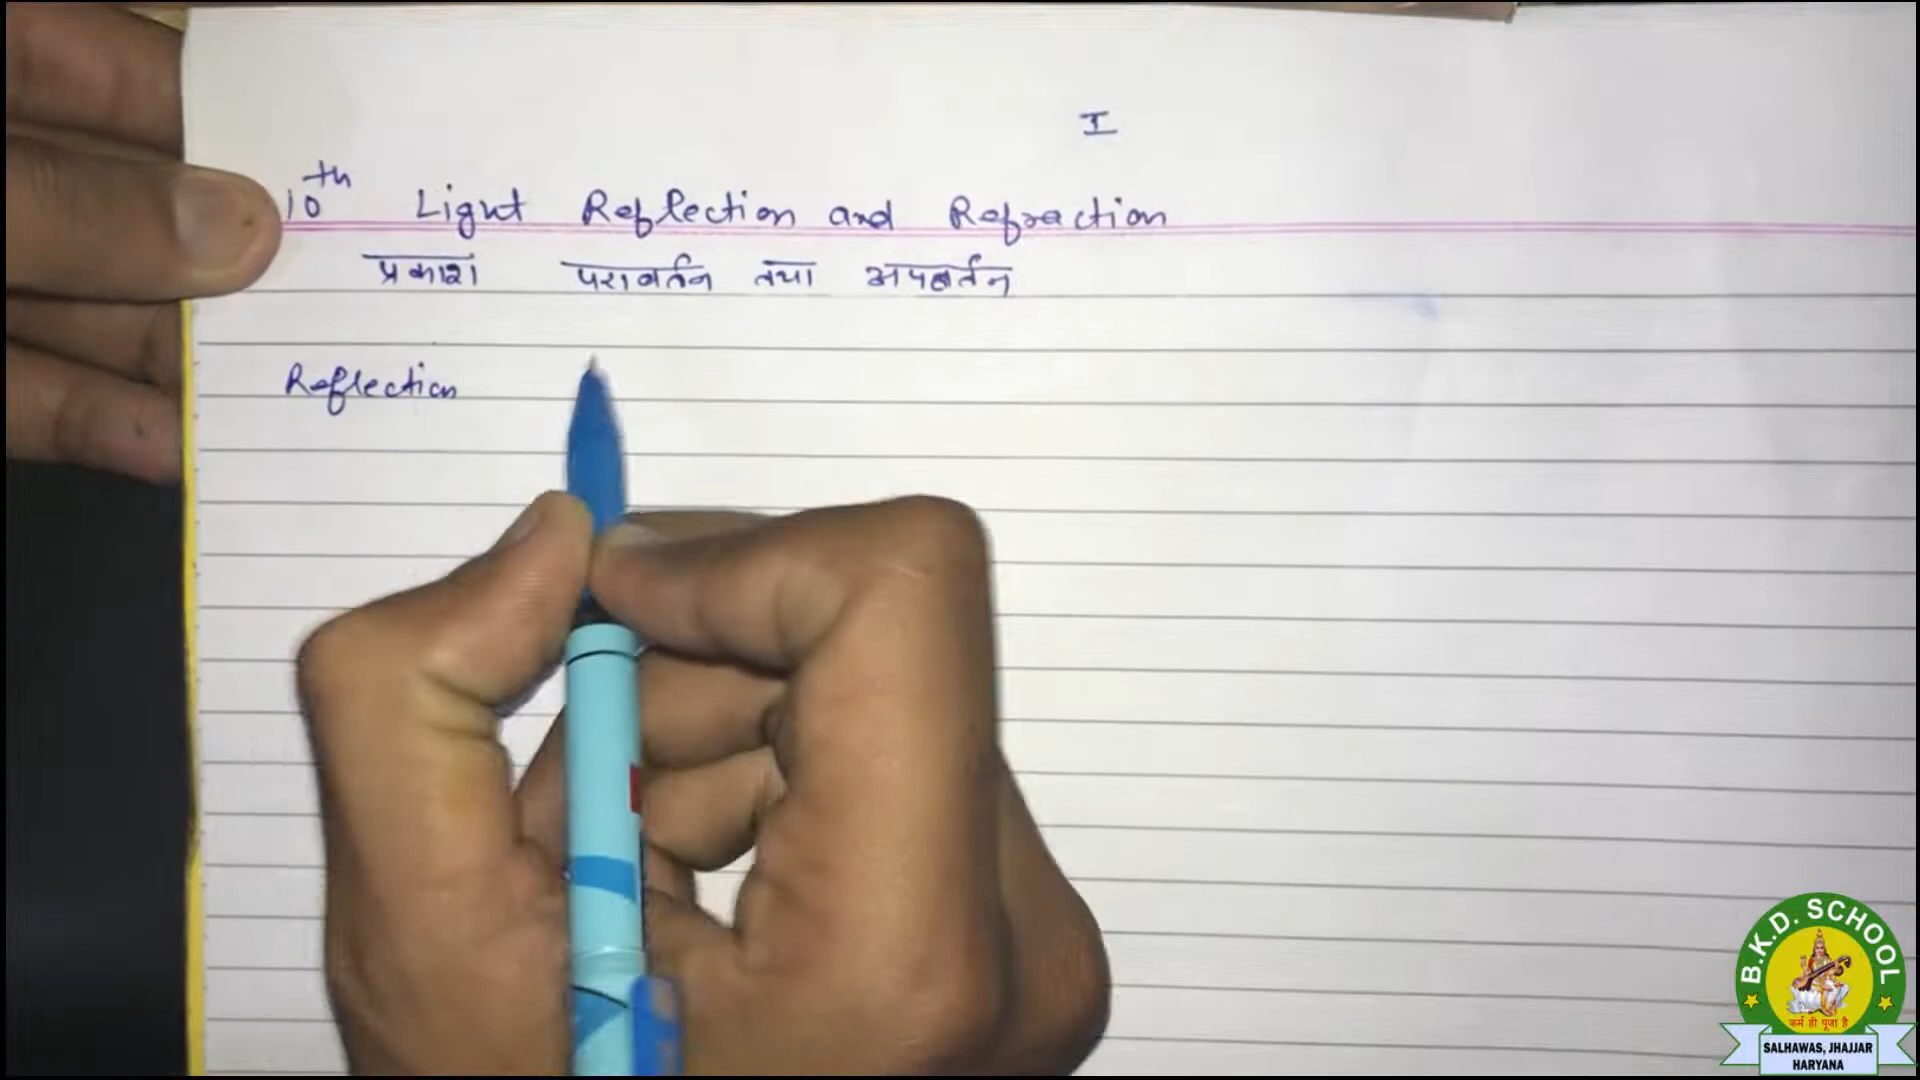 I
10th Light Reflection and Refraction
प्रकाश परावर्तन तथा अपवर्तन
Reflection
B.K.D. SCHOOL
कर्म ही पूजा है
SALHAWAS, JHAJJAR
HARYANA